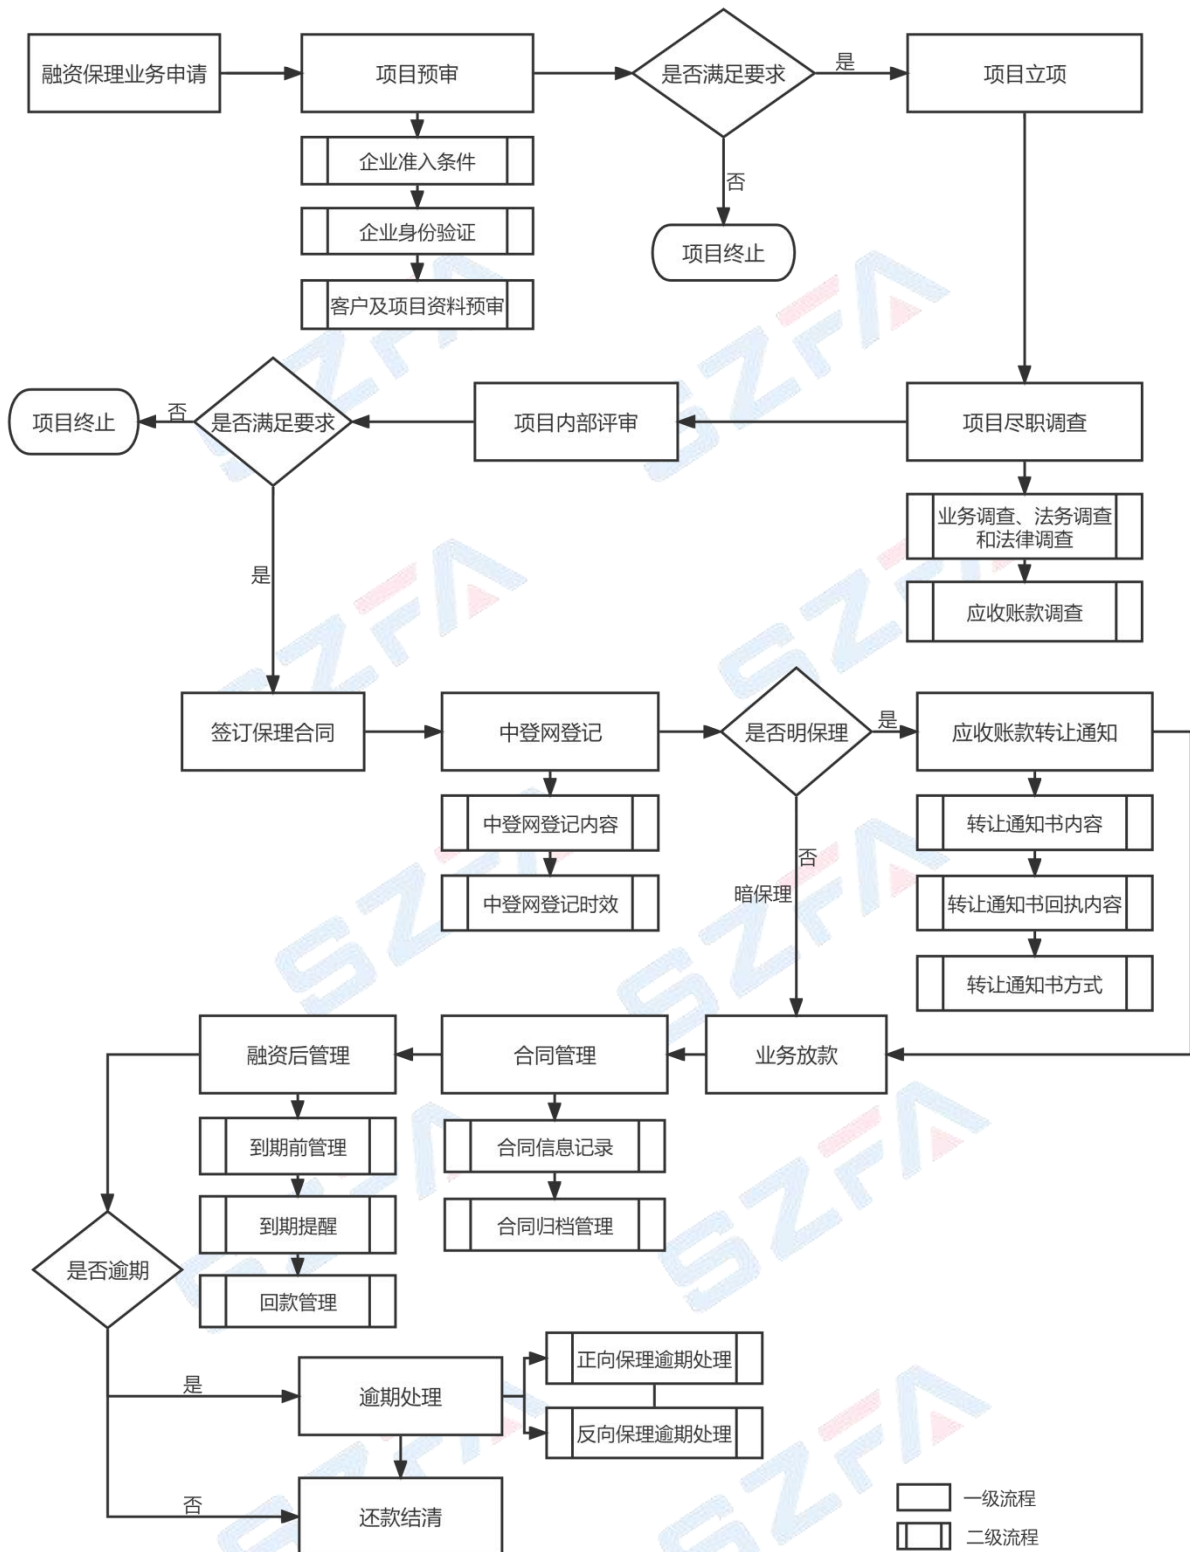 融资保理业务申请
项目预审
是否满足要求
是
项目立项
企业准入条件
否
企业身份验证
项目终止
客户及项目资料预审
项目终止
否
是否满足要求
项目内部评审
项目尽职调查
业务调查、法务调查
和法律调查
是
应收账款调查
签订保理合同
中登网登记
是否明保理
是
应收账款转让通知
中登网登记内容
转让通知书内容
否
暗保理
中登网登记时效
转让通知书回执内容
转让通知书方式
融资后管理
合同管理
业务放款
到期前管理
合同信息记录
到期提醒
合同归档管理
是否逾期
回款管理
正向保理逾期处理
是
逾期处理
反向保理逾期处理
否
还款结清
一级流程
二级流程
SZFA
SZFA
SZFA
SZFA
SZFA
SZFA
SZFA
SZFA
SZFA
SZFA